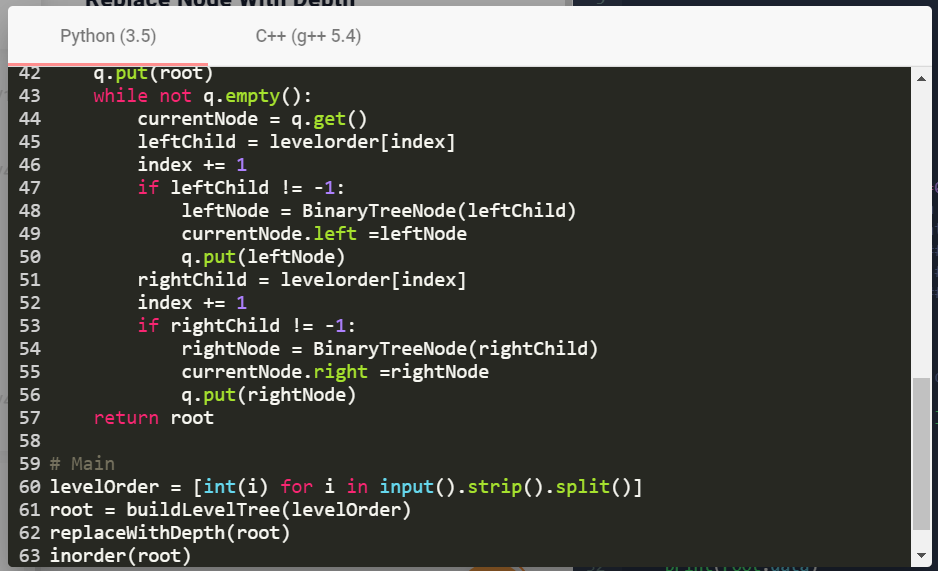 Replace Node With Depth
Python (3.5) C++ (g++ 5.4)
42     q.put(root)
43     while not q.empty():
44         currentNode = q.get()
45         leftChild = levelorder[index]
46         index += 1
47         if leftChild != -1:
48             leftNode = BinaryTreeNode(leftChild)
49             currentNode.left =leftNode
50             q.put(leftNode)
51         rightChild = levelorder[index]
52         index += 1
53         if rightChild != -1:
54             rightNode = BinaryTreeNode(rightChild)
55             currentNode.right =rightNode
56             q.put(rightNode)
57     return root
58
59 # Main
60 levelOrder = [int(i) for i in input().strip().split()]
61 root = buildLevelTree(levelOrder)
62 replaceWithDepth(root)
63 inorder(root)
print(root.data)